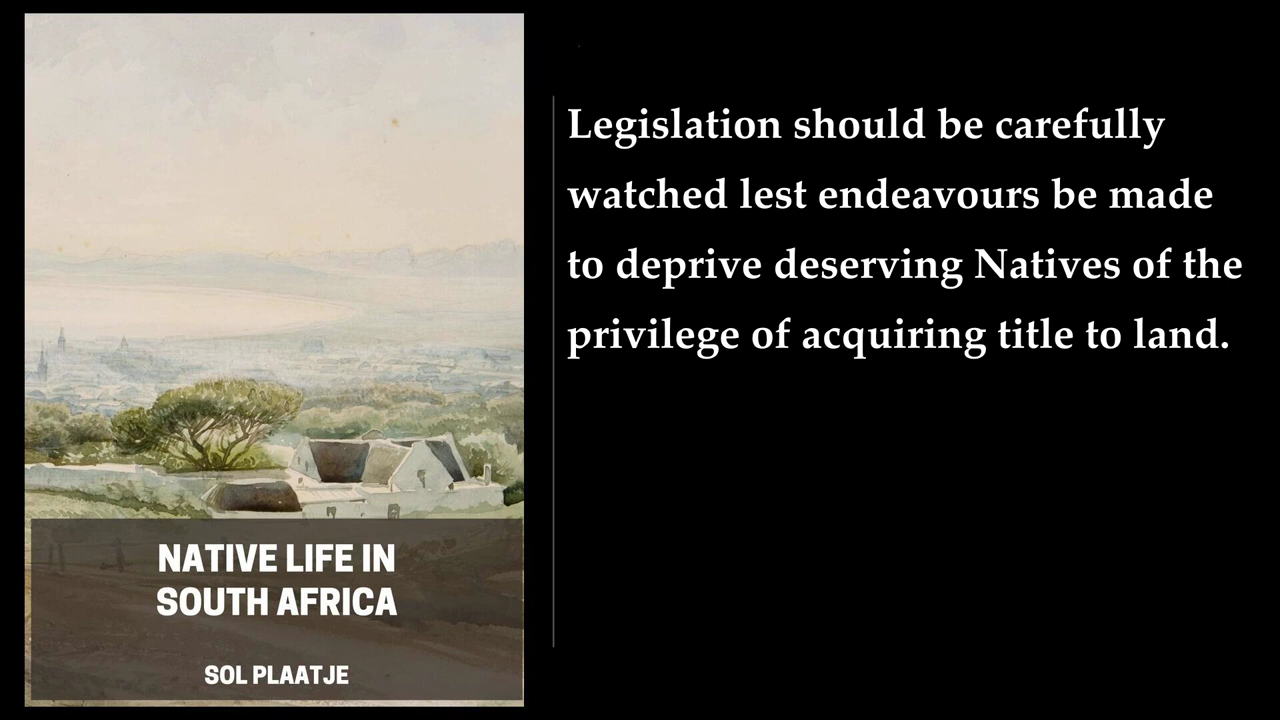 NATIVE LIFE IN
SOUTH AFRICA
SOL PLAATJE
Legislation should be carefully
watched lest endeavours be made
to deprive deserving Natives of the
privilege of acquiring title to land.